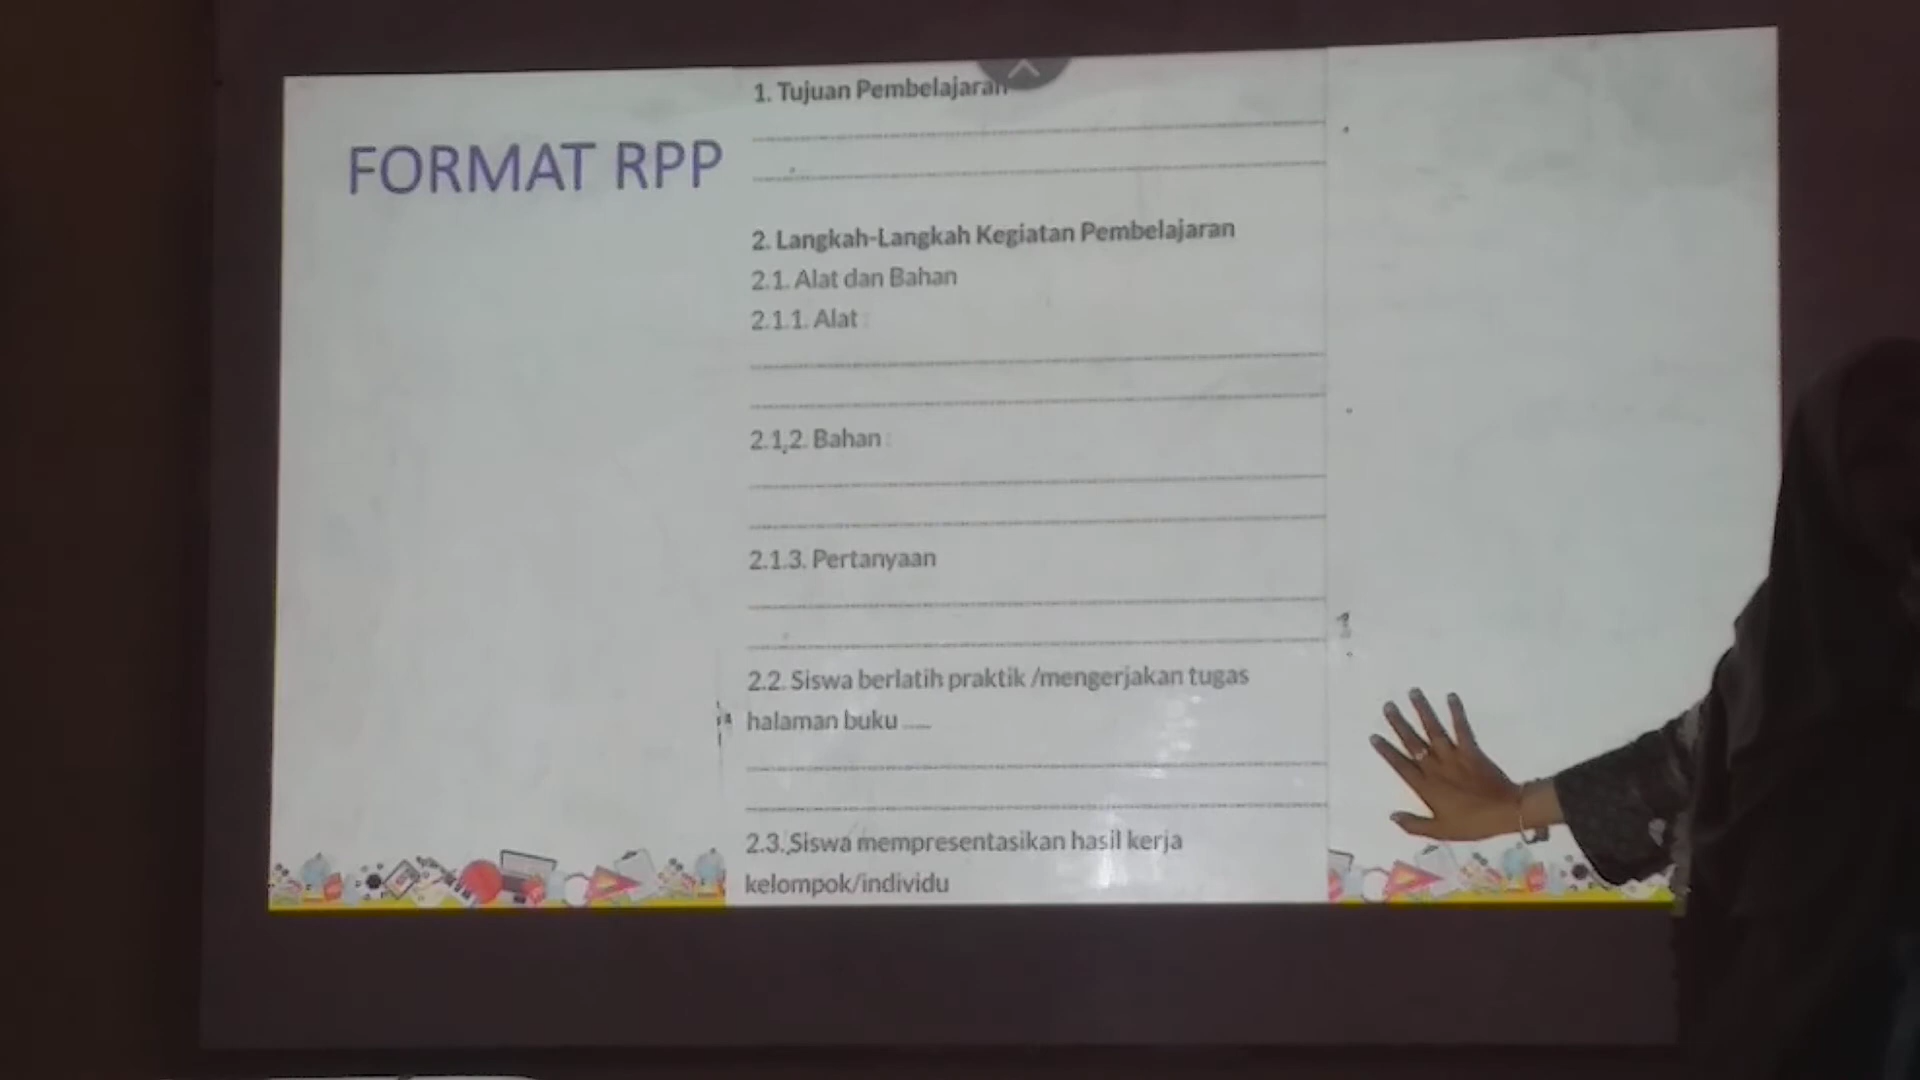 FORMAT RPP
1. Tujuan Pembelajaran
2. Langkah-Langkah Kegiatan Pembelajaran
2.1. Alat dan Bahan
2.1.1. Alat :
2.1.2. Bahan :
2.1.3. Pertanyaan
2.2. Siswa berlatih praktik /mengerjakan tugas
halaman buku .....
2.3. Siswa mempresentasikan hasil kerja
kelompok/individu